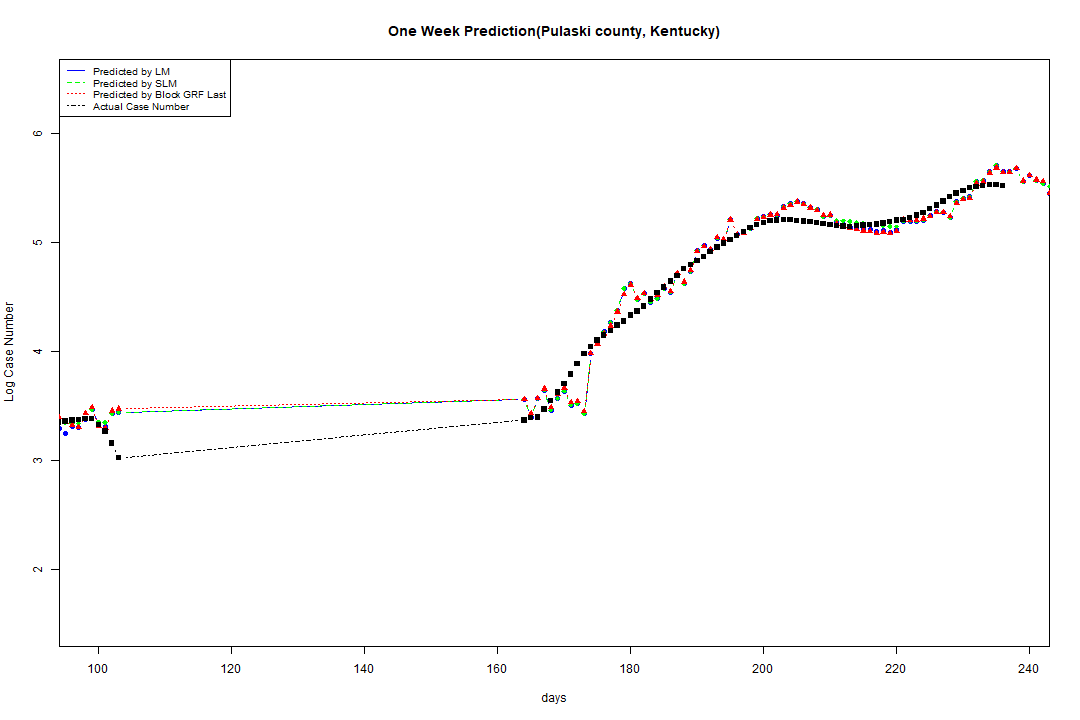 One Week Prediction(Pulaski county, Kentucky)
Predicted by LM
Predicted by SLM
Predicted by Block GRF Last
Actual Case Number
6
5
4
3
2
Log Case Number
100 120 140 160 180 200 220 240
days